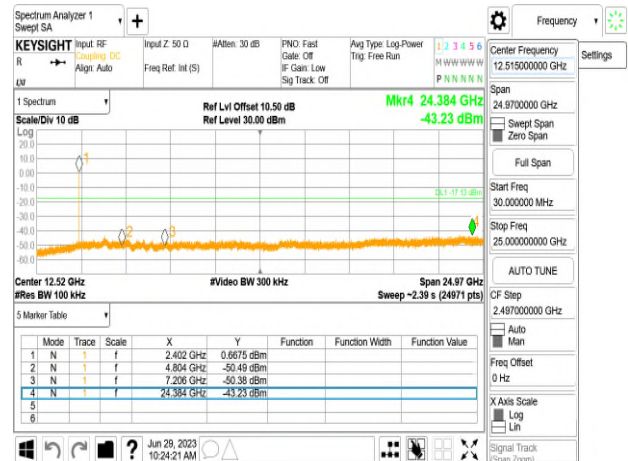 Spectrum Analyzer 1
Swept SA
+
Frequency
KEYSIGHT
R
Input: RF
Coupling: DC
Align: Auto
Input Z: 50 Ω
Freq Ref: Int (S)
#Atten: 30 dB
PNO: Fast
Gate: Off
IF Gain: Low
Sig Track: Off
Avg Type: Log-Power
Trig: Free Run
1 2 3 4 5 6
M W W W W W
P N N N N N
1 Spectrum
Scale/Div 10 dB
Ref Lvl Offset 10.50 dB
Ref Level 30.00 dBm
Mkr4 24.384 GHz
-43.23 dBm
Log
20.0
10.0
0.00
-10.0
-20.0
-30.0
-40.0
-50.0
-60.0
1
2
3
4
DL1 -17.13 dBm
Center 12.52 GHz
#Res BW 100 kHz
#Video BW 300 kHz
Span 24.97 GHz
Sweep ~2.39 s (24971 pts)
5 Marker Table
Mode Trace Scale X Y Function Function Width Function Value
1 N 1 f 2.402 GHz 0.6675 dBm
2 N 1 f 4.804 GHz -50.49 dBm
3 N 1 f 7.206 GHz -50.38 dBm
4 N 1 f 24.384 GHz -43.23 dBm
5
6
?
Jun 29, 2023
10:24:21 AM
Center Frequency
12.515000000 GHz
Settings
Span
24.9700000 GHz
Swept Span
Zero Span
Full Span
Start Freq
30.000000 MHz
Stop Freq
25.000000000 GHz
AUTO TUNE
CF Step
2.497000000 GHz
Auto
Man
Freq Offset
0 Hz
X Axis Scale
Log
Lin
Signal Track
(Span Zoom)